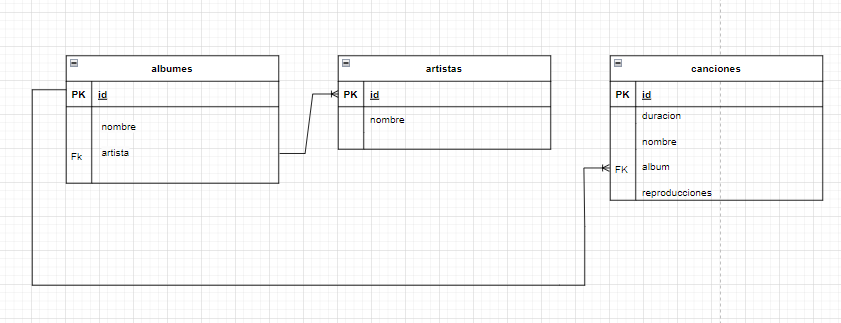 albumes
PK id
nombre
Fk artista
artistas
PK id
nombre
canciones
PK id
duracion
nombre
FK album
reproducciones